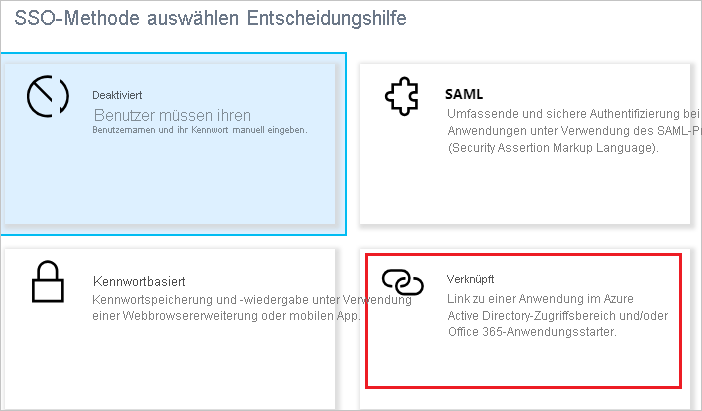 SSO-Methode auswählen Entscheidungshilfe
Deaktiviert
Benutzer müssen ihren
Benutzernamen und ihr Kennwort manuell eingeben.
SAML
Umfassende und sichere Authentifizierung bei
Anwendungen unter Verwendung des SAML-P
(Security Assertion Markup Language).
Kennwortbasiert
Kennwortspeicherung und -wiedergabe unter Verwendung
einer Webbrowsererweiterung oder mobilen App.
Verknüpft
Link zu einer Anwendung im Azure
Active Directory-Zugriffsbereich und/oder
Office 365-Anwendungsstarter.